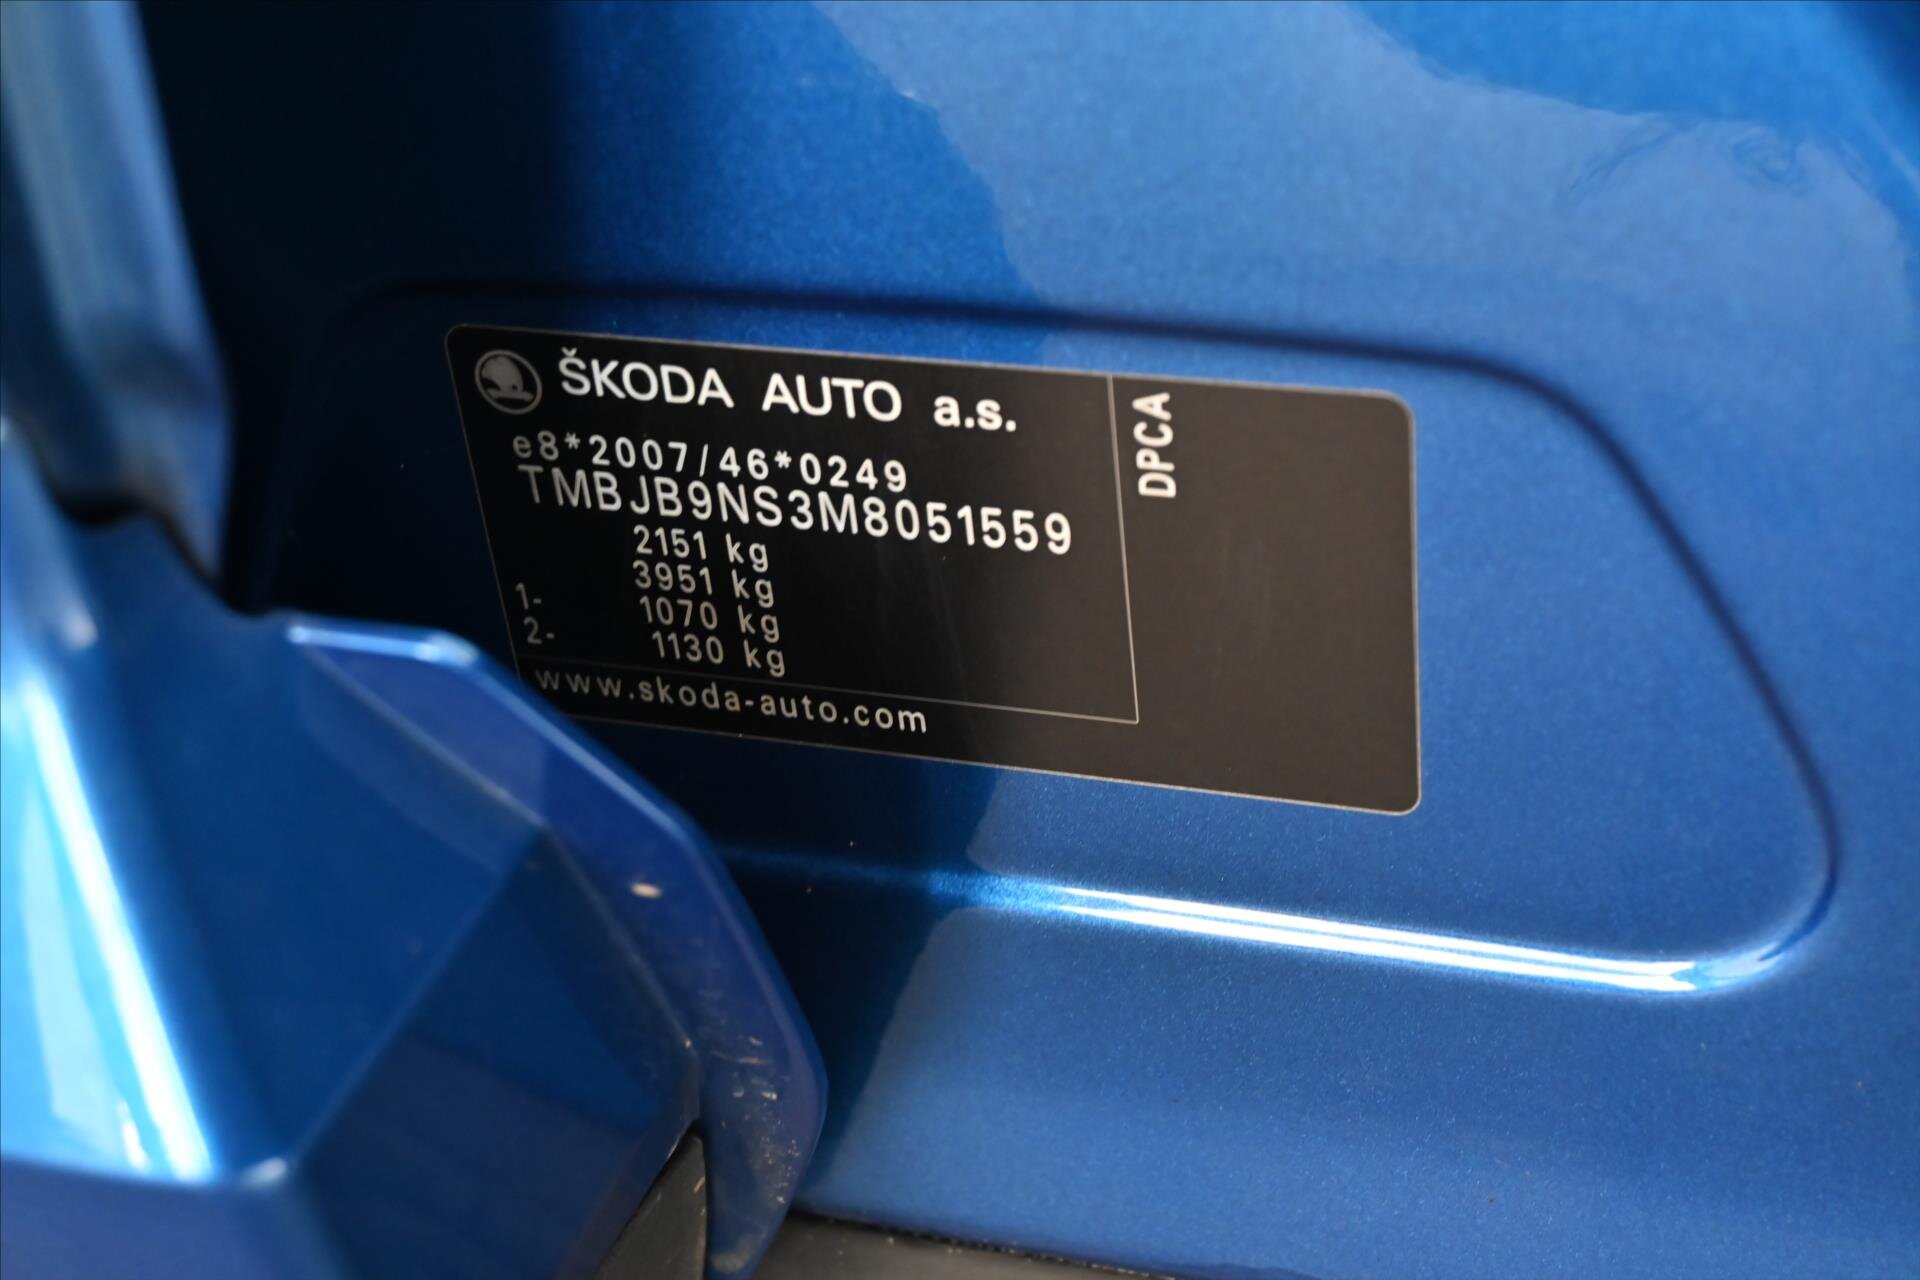 ŠKODA AUTO a.s.
e8*2007/46*0249
TMBJB9NS3M8051559
2151 kg
3951 kg
1- 1070 kg
2- 1130 kg
www.skoda-auto.com
DPCA